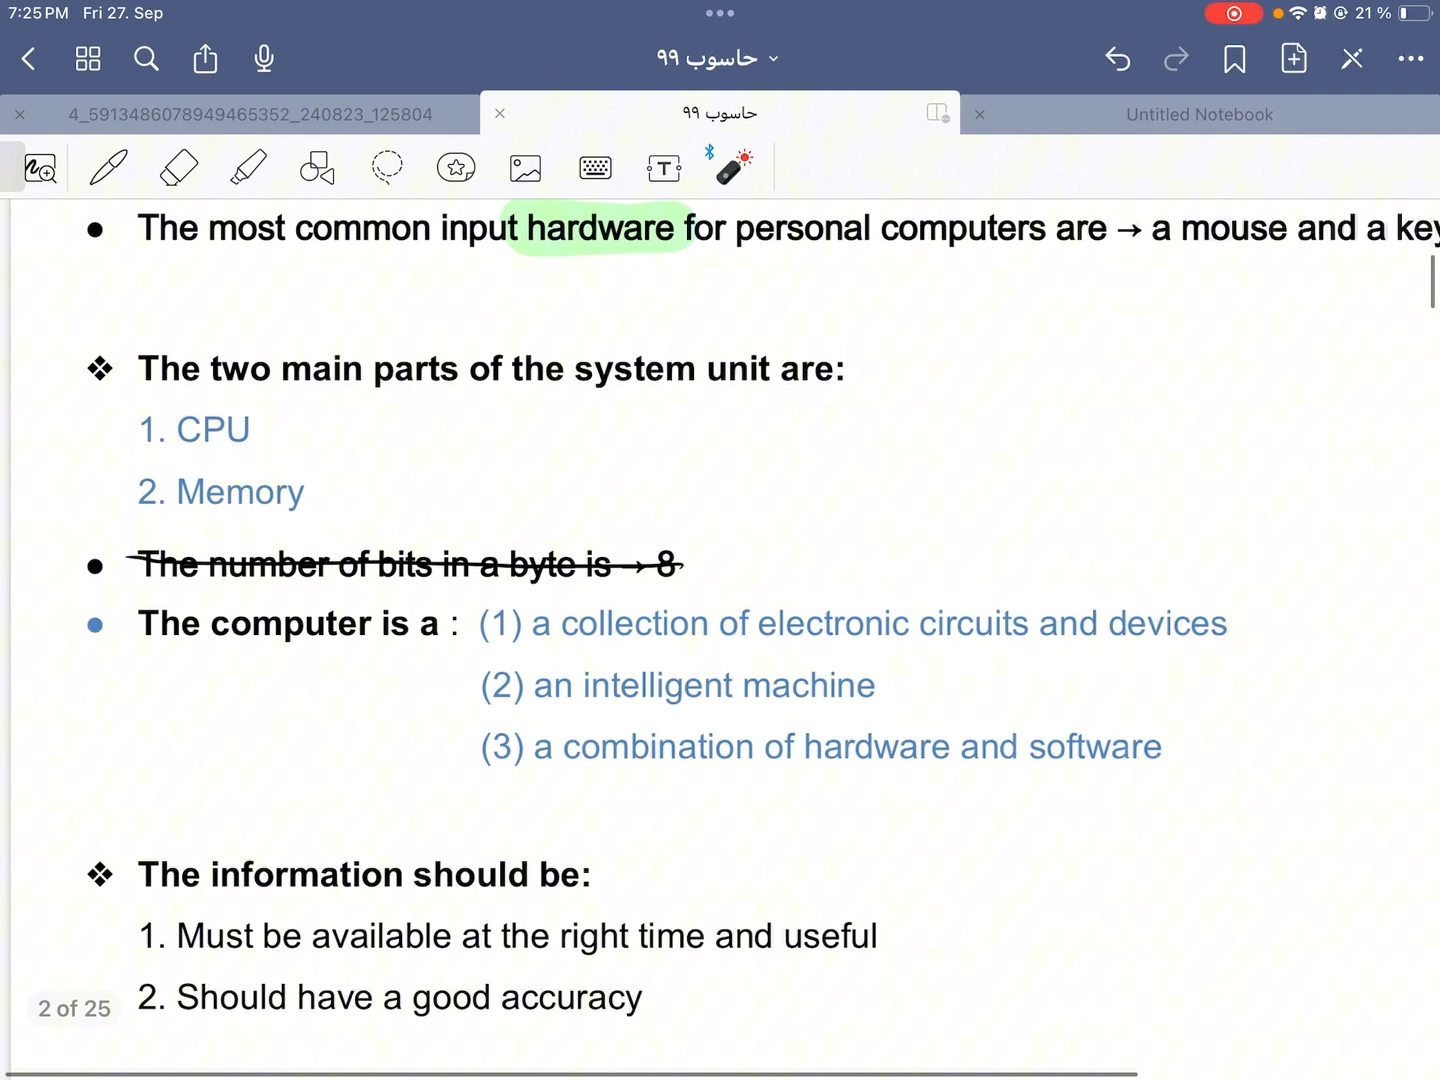 7:25 PM Fri 27. Sep
21 %
حاسوب ٩٩
4_5913486078949465352_240823_125804
حاسوب ٩٩
Untitled Notebook
T
• The most common input hardware for personal computers are → a mouse and a key
❖ The two main parts of the system unit are:
1. CPU
2. Memory
• The number of bits in a byte is → 8
• The computer is a : (1) a collection of electronic circuits and devices
(2) an intelligent machine
(3) a combination of hardware and software
❖ The information should be:
1. Must be available at the right time and useful
2. Should have a good accuracy
2 of 25